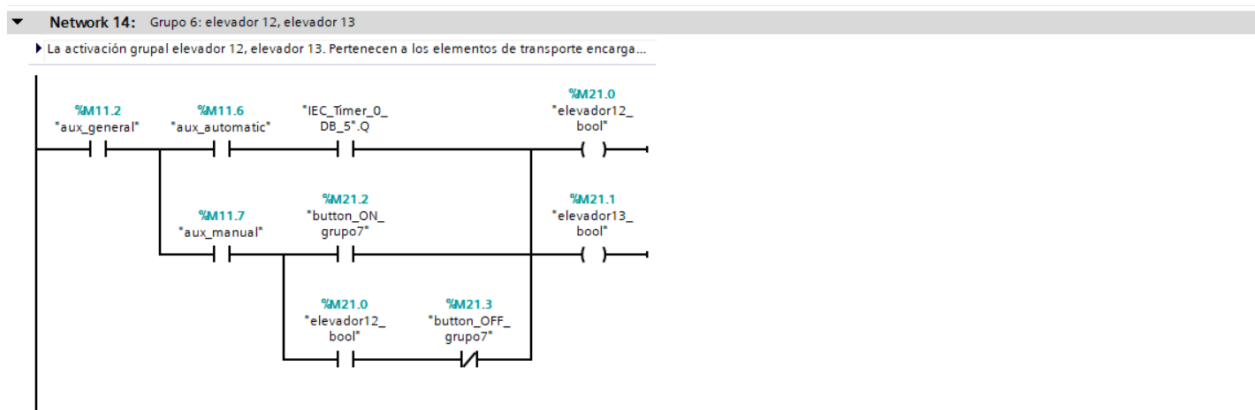 Network 14: Grupo 6: elevador 12, elevador 13
La activación grupal elevador 12, elevador 13. Pertenecen a los elementos de transporte encarga...
%M11.2
"aux_general"
%M11.6
"aux_automatic"
"IEC_Timer_0_
DB_5".Q
%M21.0
"elevador12_
bool"
%M11.7
"aux_manual"
%M21.2
"button_ON_
grupo7"
%M21.1
"elevador13_
bool"
%M21.0
"elevador12_
bool"
%M21.3
"button_OFF_
grupo7"